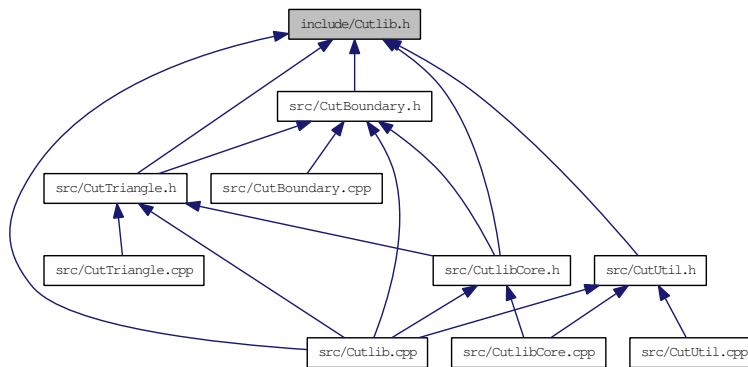 include/Cutlib.h
src/CutBoundary.h
src/CutTriangle.h
src/CutBoundary.cpp
src/CutTriangle.cpp
src/CutlibCore.h
src/CutUtil.h
src/Cutlib.cpp
src/CutlibCore.cpp
src/CutUtil.cpp